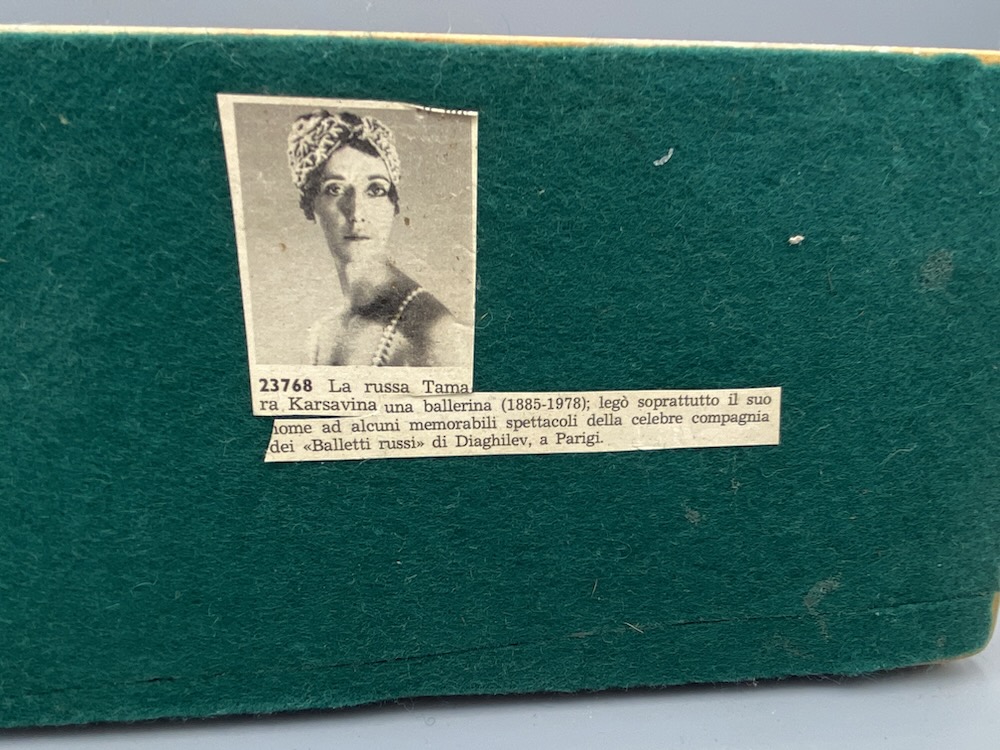 23768 La russa Tama
ra Karsavina una ballerina (1885-1978); legò soprattutto il suo
nome ad alcuni memorabili spettacoli della celebre compagnia
dei «Balletti russi» di Diaghilev, a Parigi.